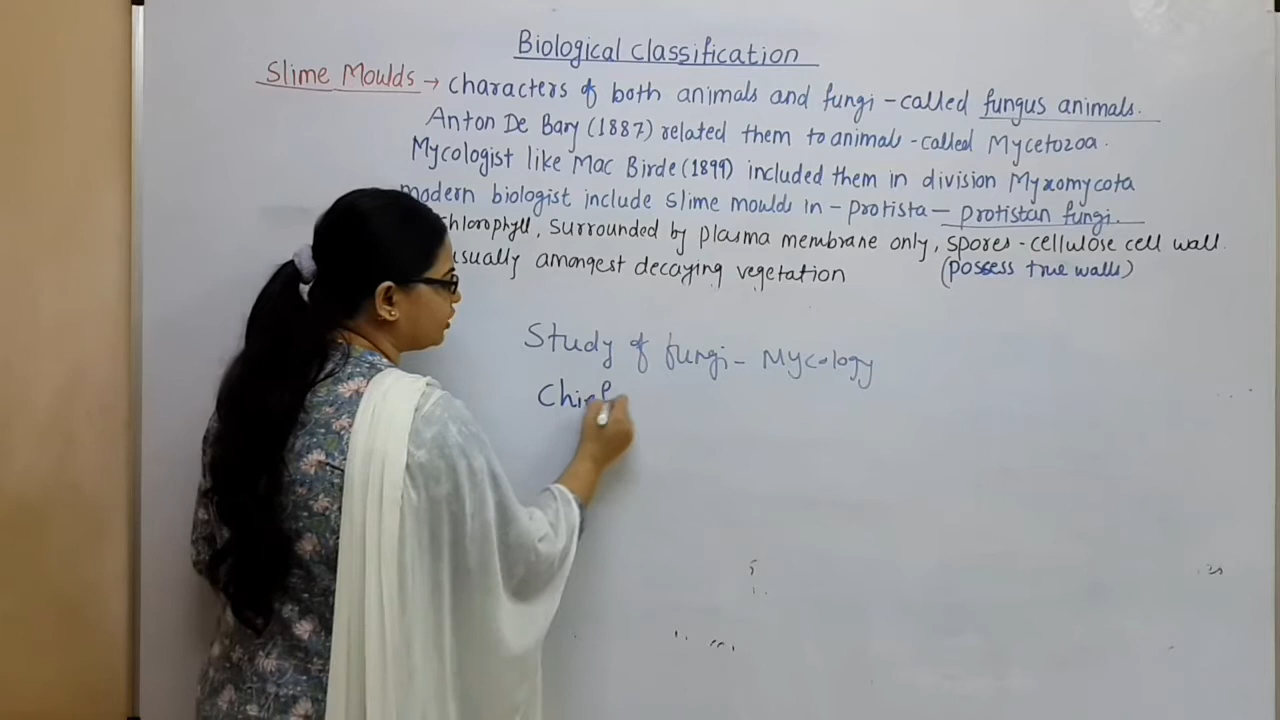 Biological classification
Slime Moulds → characters of both animals and fungi - called fungus animals.
Anton De Bary (1887) related them to animal - called Mycetozoa.
Mycologist like Mac Birde (1899) included them in division Myxomycota
modern biologist include slime moulds in - protista - protistan fungi.
chlorophyll, surrounded by plasma membrane only, spores - cellulose cell wall.
usually amongest decaying vegetation (possess true walls)
Study of fungi - Mycology
Chief